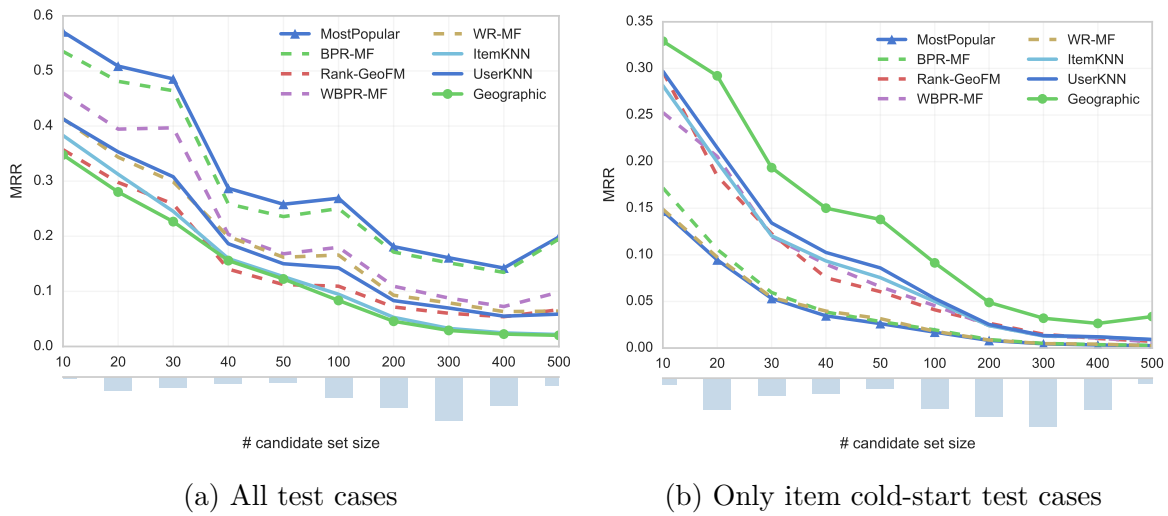 0.6
0.5
0.4
0.3
0.2
0.1
0.0
MRR
MostPopular
BPR-MF
Rank-GeoFM
WBPR-MF
WR-MF
ItemKNN
UserKNN
Geographic
10 20 30 40 50 100 200 300 400 500
# candidate set size
(a) All test cases
0.35
0.30
0.25
0.20
0.15
0.10
0.05
0.00
MRR
MostPopular
BPR-MF
Rank-GeoFM
WBPR-MF
WR-MF
ItemKNN
UserKNN
Geographic
10 20 30 40 50 100 200 300 400 500
# candidate set size
(b) Only item cold-start test cases